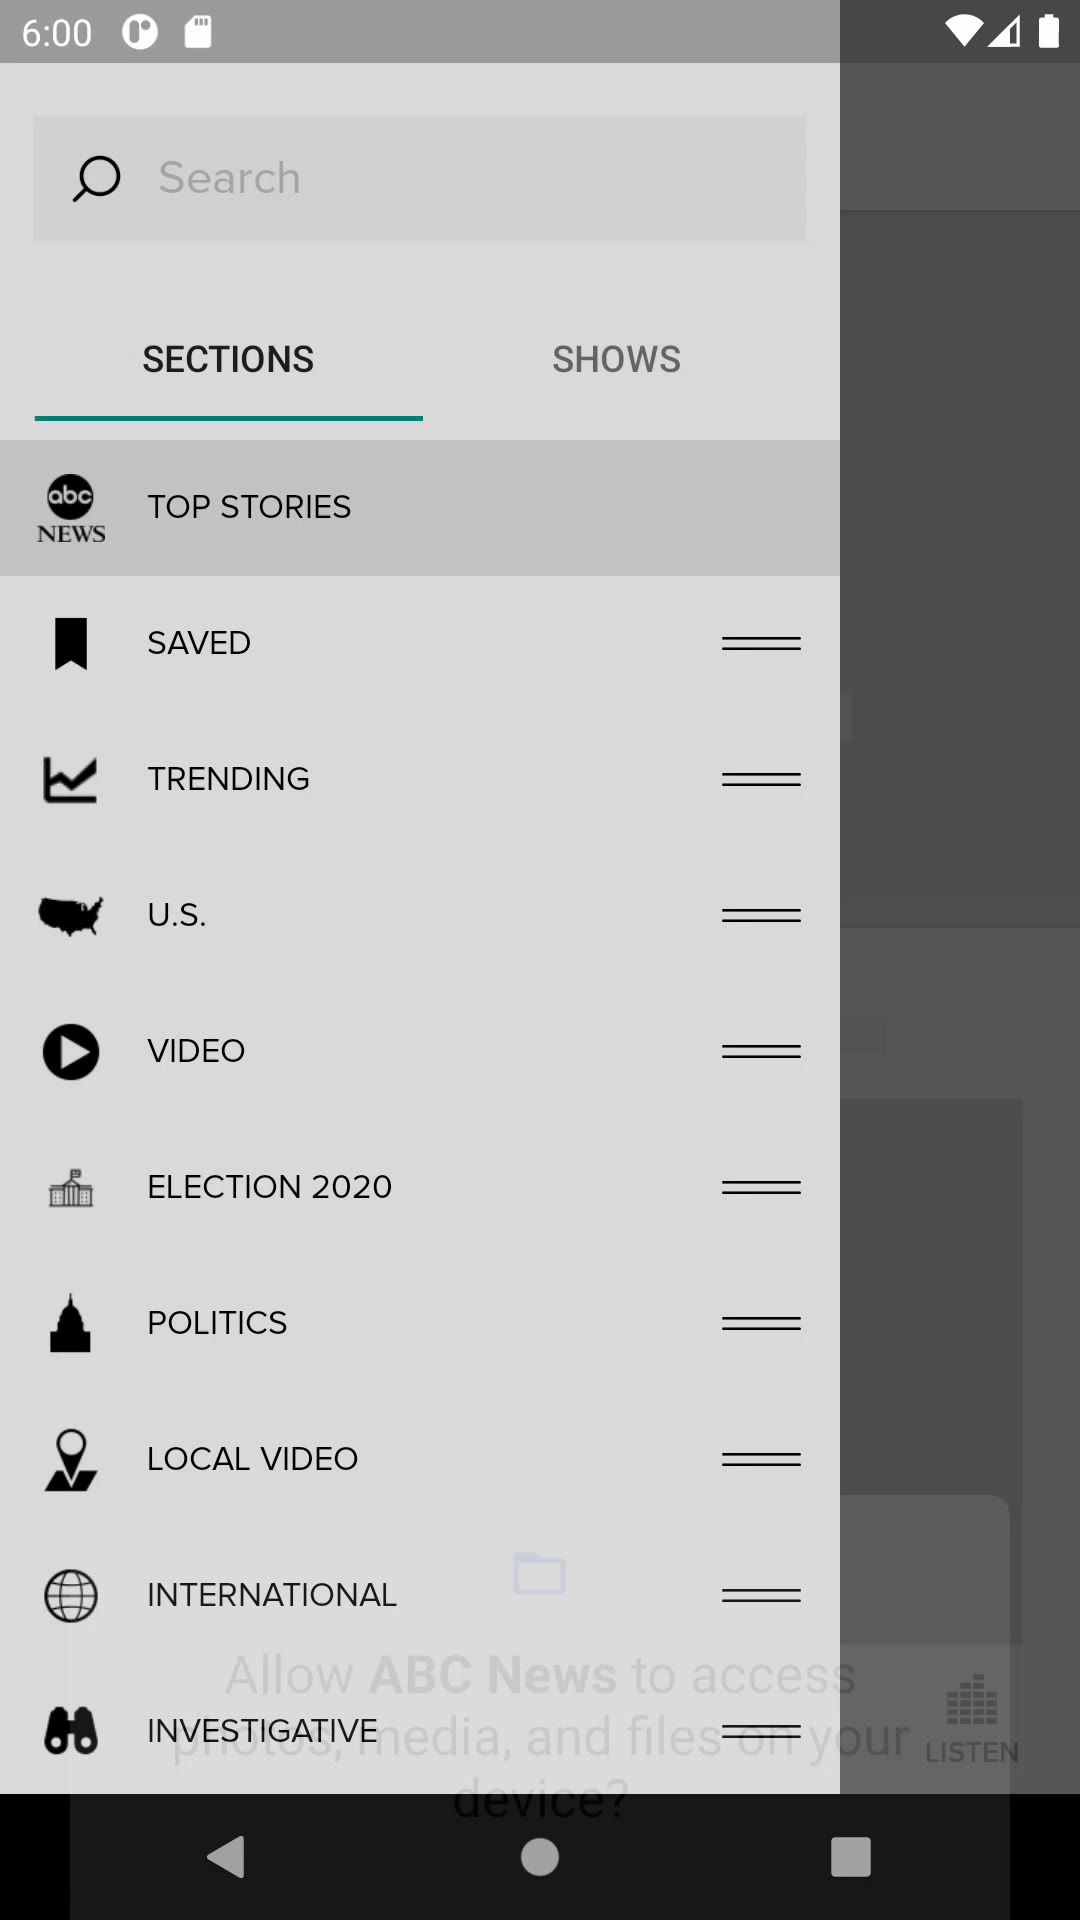 6:00
Search
SECTIONS SHOWS
abc
NEWS
TOP STORIES
SAVED
TRENDING
U.S.
VIDEO
ELECTION 2020
POLITICS
LOCAL VIDEO
INTERNATIONAL
Allow ABC News to access
INVESTIGATIVE
photos, media, and files on your
LISTEN
device?